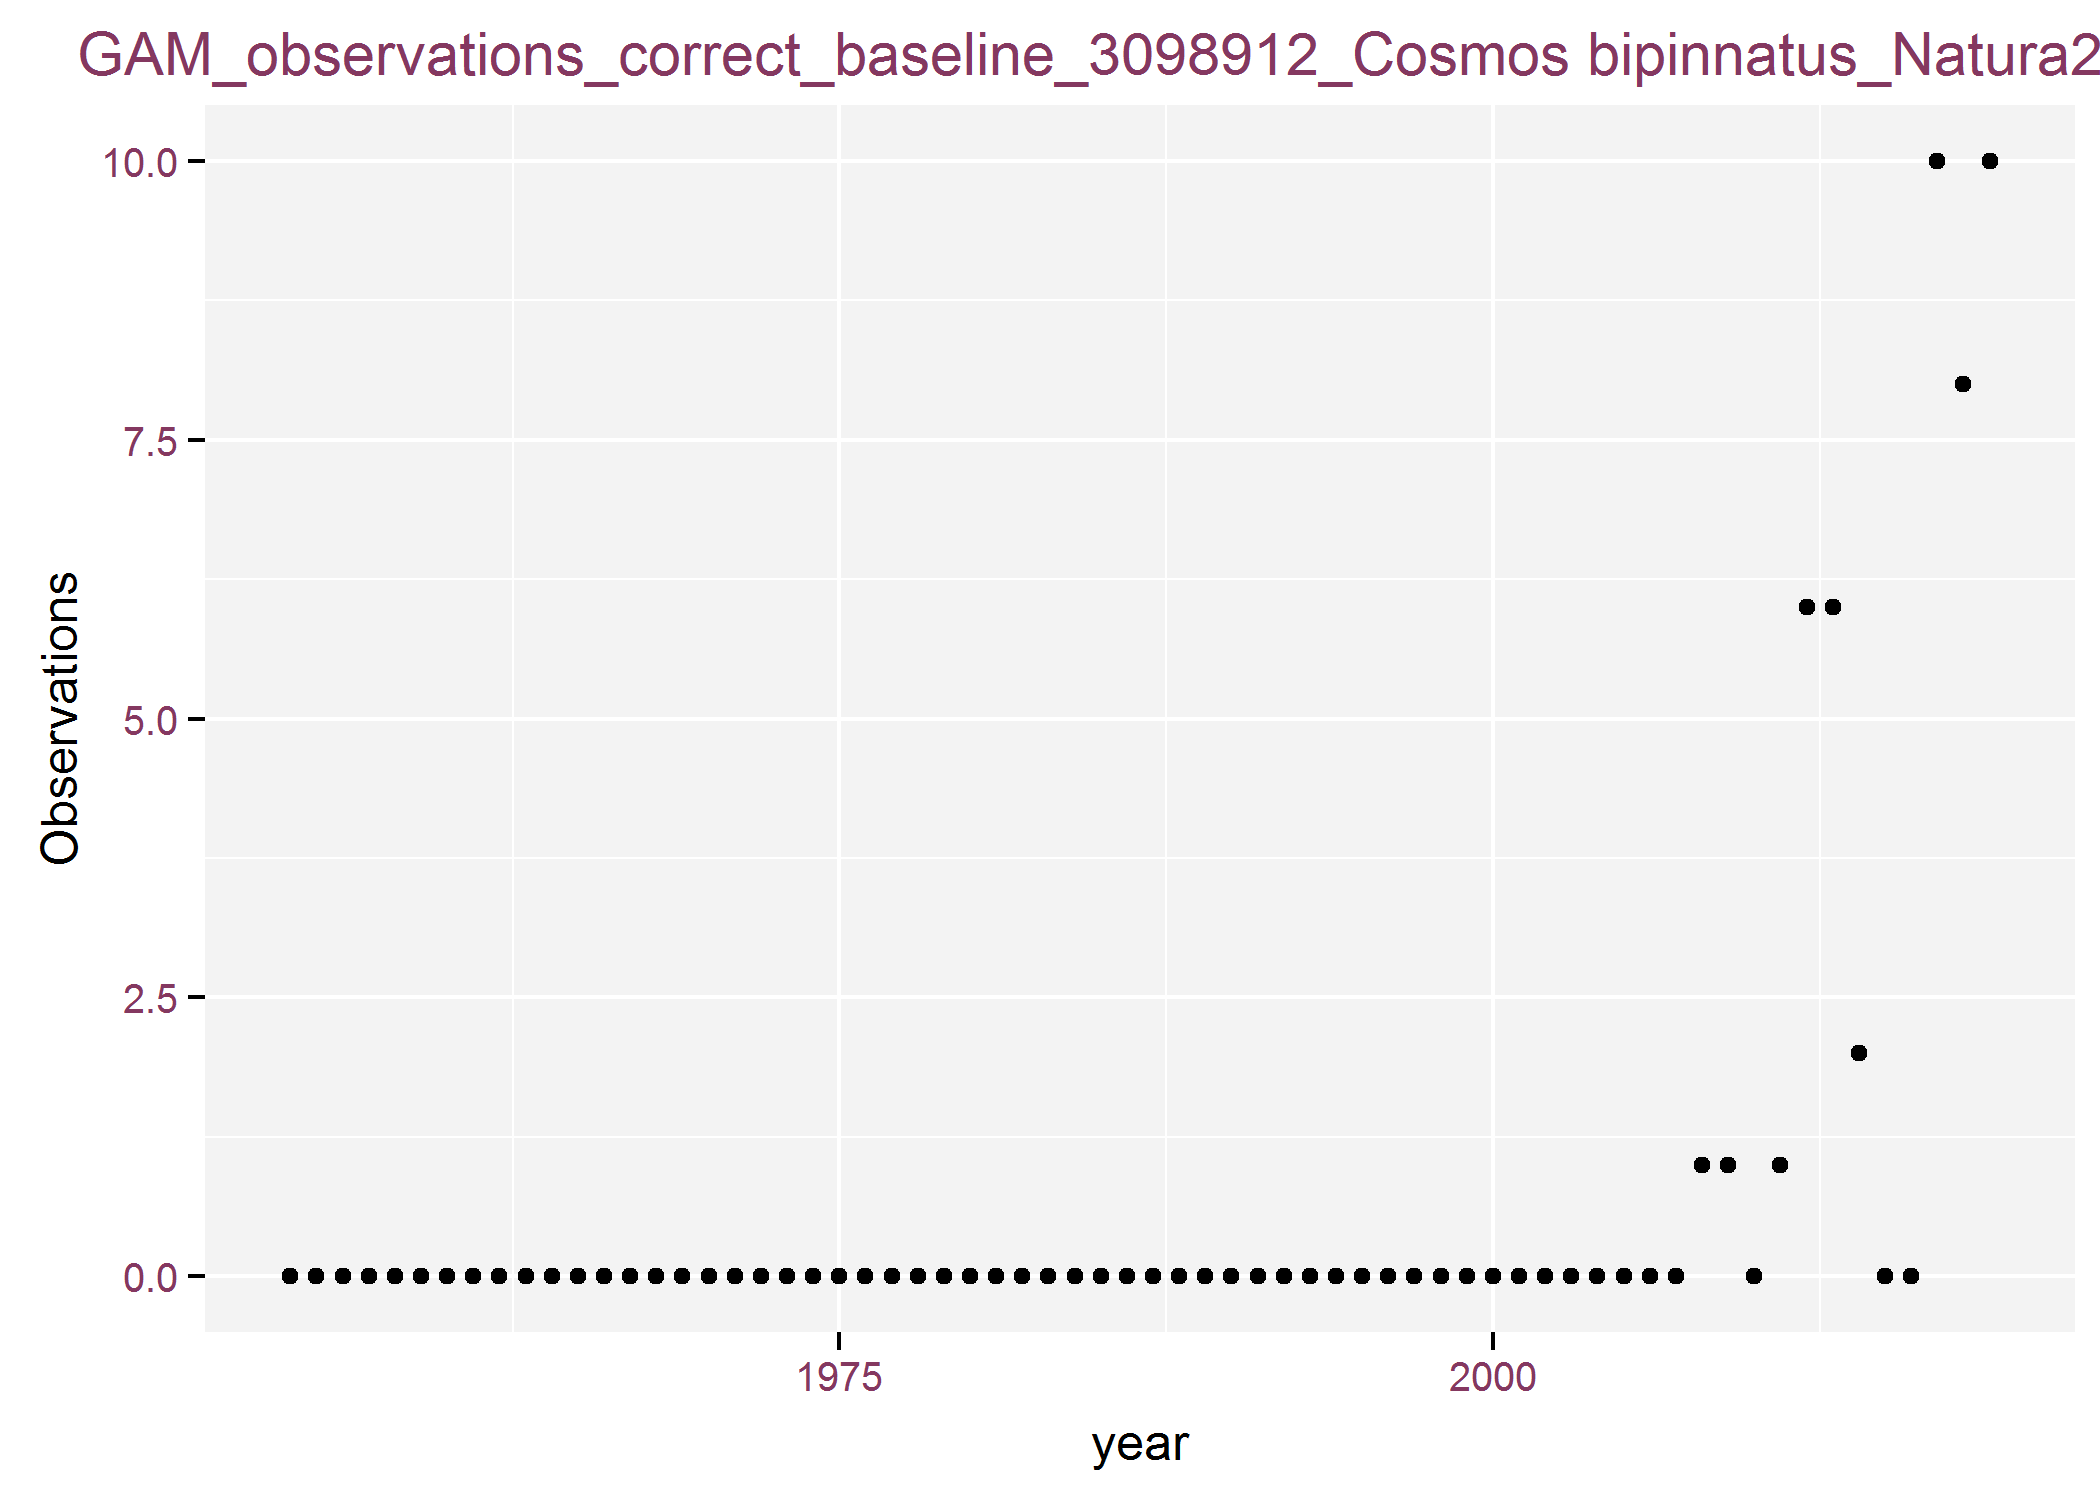 GAM_observations_correct_baseline_3098912_Cosmos bipinnatus_Natura2
Observations
10.0
7.5
5.0
2.5
0.0
1975 2000
year